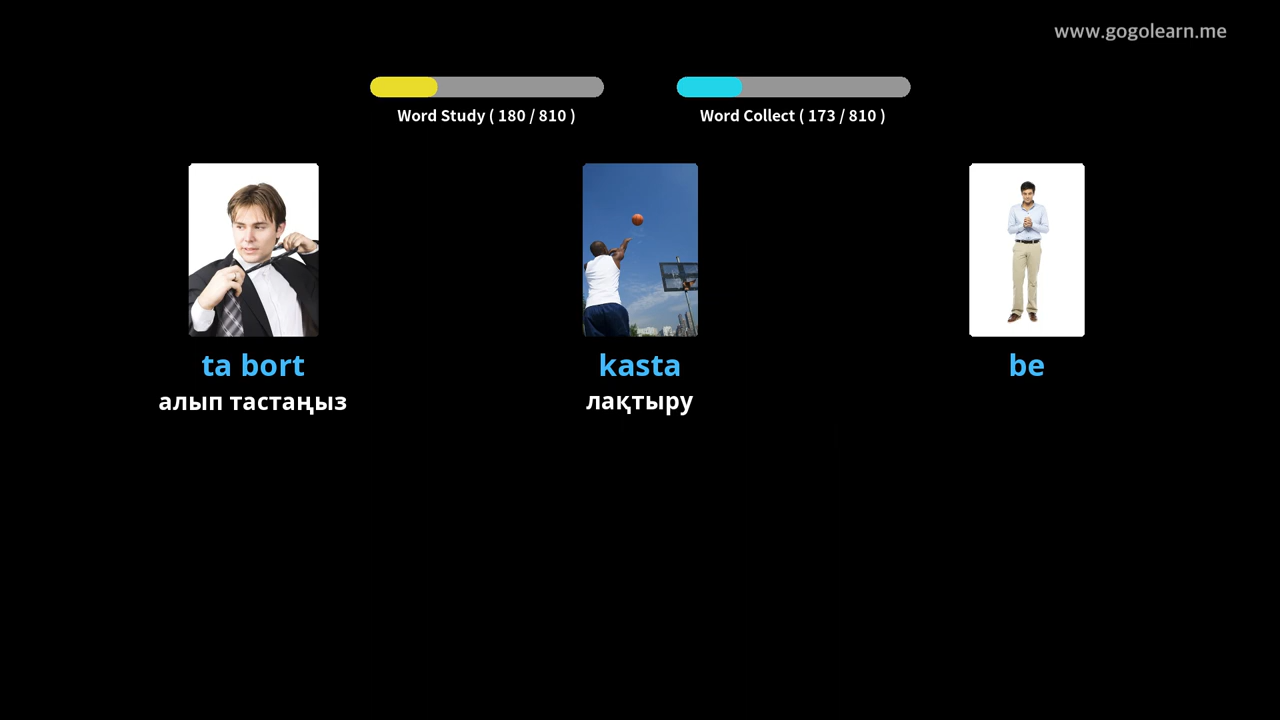 www.gogolearn.me
Word Study ( 180 / 810 )
Word Collect ( 173 / 810 )
ta bort
kasta
be
алып тастаңыз
лақтыру